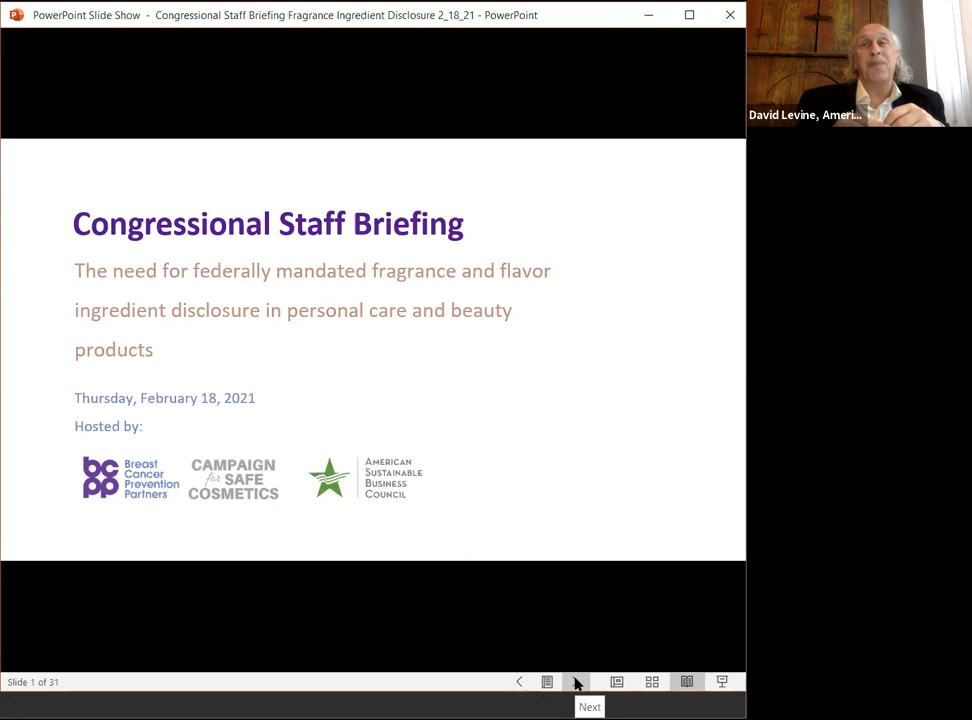 PowerPoint Slide Show - Congressional Staff Briefing Fragrance Ingredient Disclosure 2_18_21 - PowerPoint
David Levine, Ameri...
Congressional Staff Briefing
The need for federally mandated fragrance and flavor
ingredient disclosure in personal care and beauty
products
Thursday, February 18, 2021
Hosted by:
bc
pp
Breast
Cancer
Prevention
Partners
CAMPAIGN
for SAFE
COSMETICS
AMERICAN
SUSTAINABLE
BUSINESS
COUNCIL
Slide 1 of 31
Next